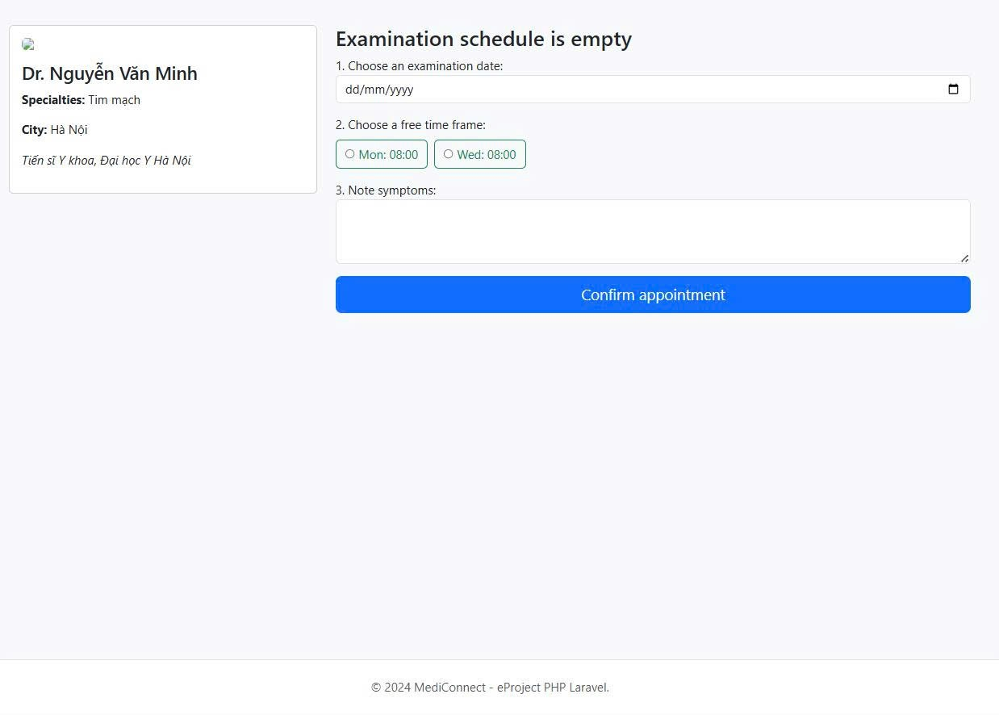 Dr. Nguyễn Văn Minh
Specialties: Tim mạch
City: Hà Nội
Tiến sĩ Y khoa, Đại học Y Hà Nội
Examination schedule is empty
1. Choose an examination date:
dd/mm/yyyy
2. Choose a free time frame:
Mon: 08:00 Wed: 08:00
3. Note symptoms:
Confirm appointment
© 2024 MediConnect - eProject PHP Laravel.